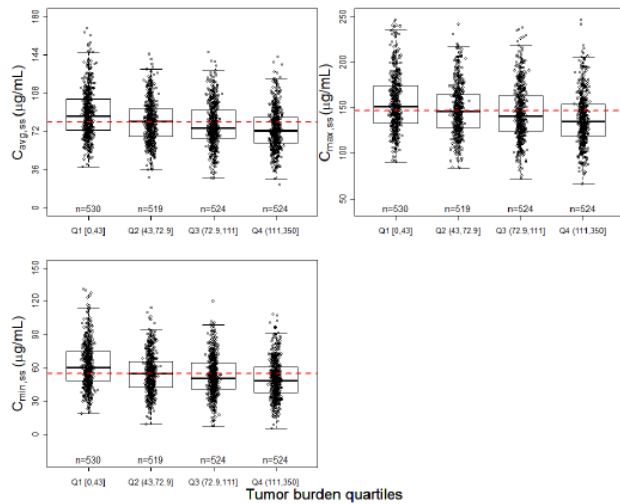 180
144
108
72
36
0
C_avg,ss (μg/mL)
n=530 n=519 n=524 n=524
Q1 [0,43] Q2 (43,72.9] Q3 (72.9,111] Q4 (111,350]
250
200
150
100
50
C_max,ss (μg/mL)
n=530 n=519 n=524 n=524
Q1 [0,43] Q2 (43,72.9] Q3 (72.9,111] Q4 (111,350]
150
120
90
60
30
0
C_min,ss (μg/mL)
n=530 n=519 n=524 n=524
Q1 [0,43] Q2 (43,72.9] Q3 (72.9,111] Q4 (111,350]
Tumor burden quartiles